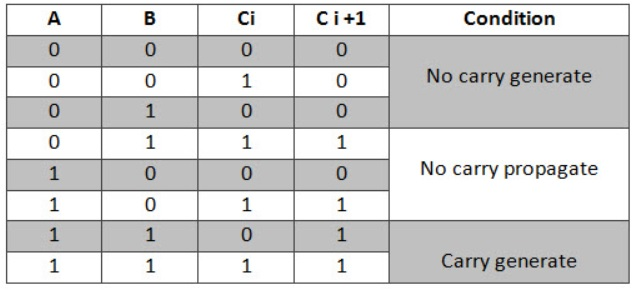 A B Ci C i +1 Condition
0 0 0 0 No carry generate
0 0 1 0
0 1 0 0
0 1 1 1 No carry propagate
1 0 0 0
1 0 1 1
1 1 0 1 Carry generate
1 1 1 1